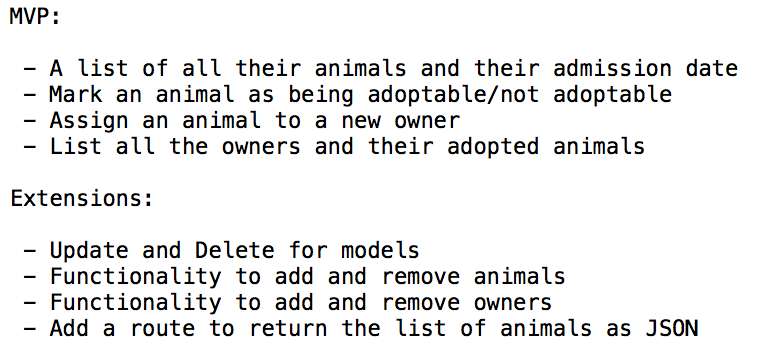 MVP:
– A list of all their animals and their admission date
– Mark an animal as being adoptable/not adoptable
– Assign an animal to a new owner
– List all the owners and their adopted animals
Extensions:
– Update and Delete for models
– Functionality to add and remove animals
– Functionality to add and remove owners
– Add a route to return the list of animals as JSON